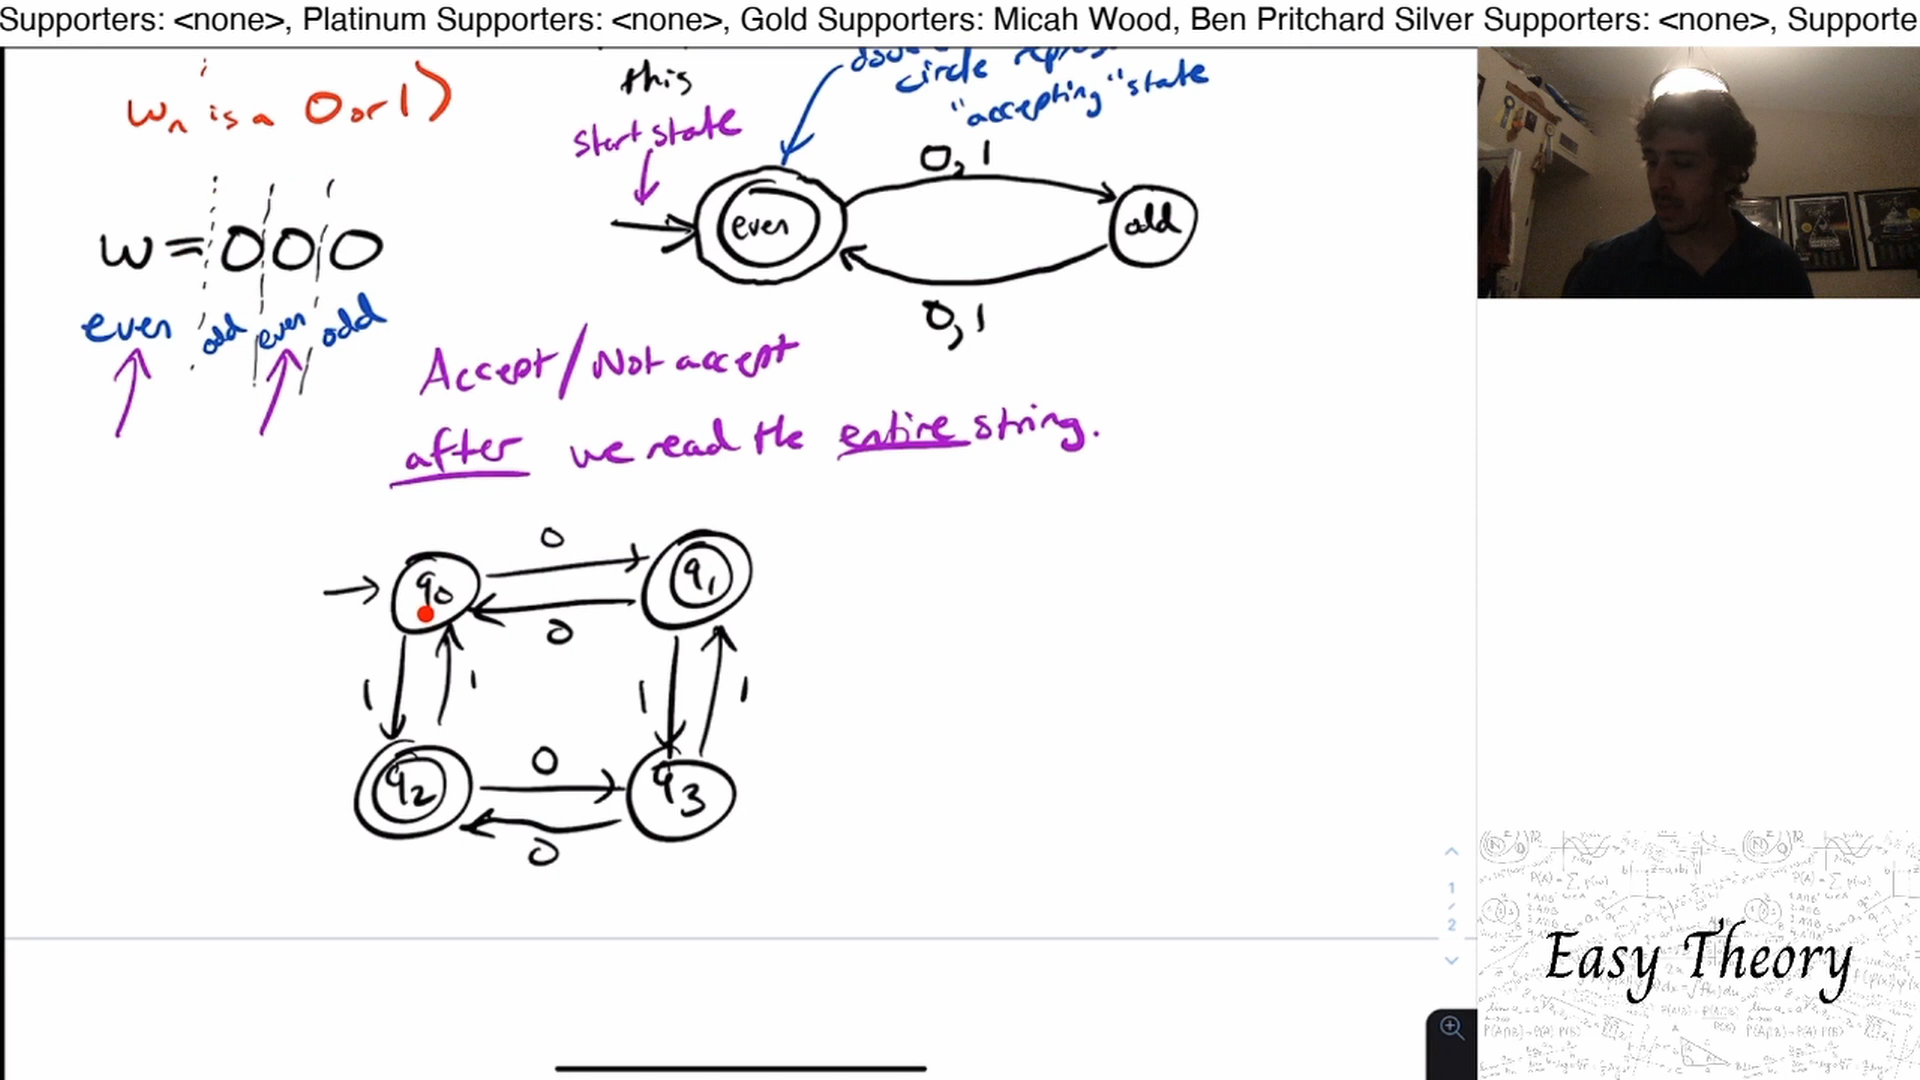 Supporters: <none>, Platinum Supporters: <none>, Gold Supporters: Micah Wood, Ben Pritchard Silver Supporters: <none>, Supporte
wₙ is a 0 or 1)
this
circle
"accepting" state
start state
0, 1
even
odd
0, 1
w = 000
even odd even odd
Accept/Not accept
after we read the entire string.
0
q0
q1
0
1
1
1
1
0
q2
q3
0
1
2
Easy Theory